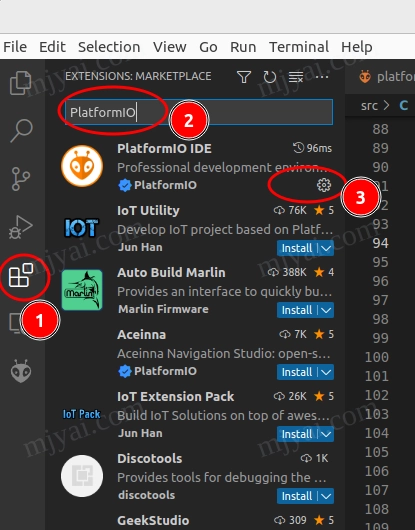 File Edit Selection View Go Run Terminal Help
EXTENSIONS: MARKETPLACE
platfor
PlatformIO
2
src > C
PlatformIO IDE 96ms
Professional development environ...
PlatformIO
3
IoT Utility 76K ★ 5
Develop IoT project based on Platf...
Jun Han Install
Auto Build Marlin 388K ★ 4
Provides an interface to quickly bu...
Marlin Firmware Install
1
Aceinna 7K ★ 5
Aceinna Navigation Studio: open-s...
PlatformIO Install
IoT Extension Pack 26K ★ 5
Build IoT Solutions on top of awes...
Jun Han Install
Discotools 1K
Provides tools for debugging the ...
discotools Install
GeekStudio 309 ★ 5
IOT
Marlin
IoT Pack
88
89
90
91
92
93
94
95
96
97
98
99
100
101
102
103
104
105
106
107
108
109
mjyai.com